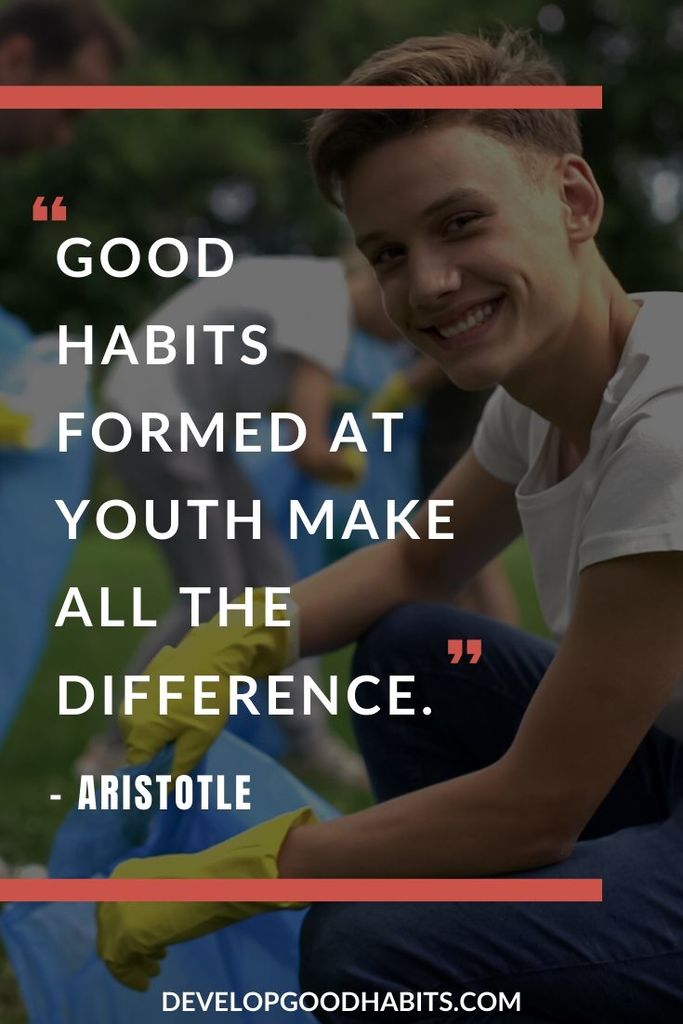 “GOOD
HABITS
FORMED AT
YOUTH MAKE
ALL THE
DIFFERENCE.”
- ARISTOTLE
DEVELOPGOODHABITS.COM